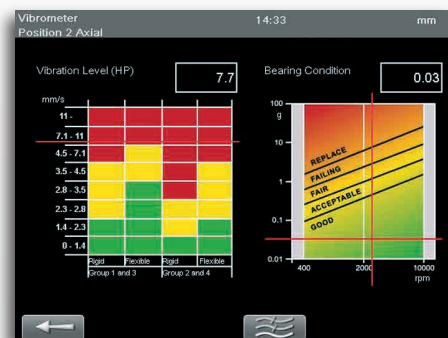 Vibrometer
14:33
mm
Position 2 Axial
Vibration Level (HP)
7.7
Bearing Condition
0.03
mm/s
11 -
7.1 - 11
4.5 - 7.1
3.5 - 4.5
2.8 - 3.5
2.3 - 2.8
1.4 - 2.3
0 - 1.4
Rigid
Flexible
Rigid
Flexible
Group 1 and 3
Group 2 and 4
100
g
10
1
0.1
0.01
REPLACE
FAILING
FAIR
ACCEPTABLE
GOOD
400
2000
10000
rpm